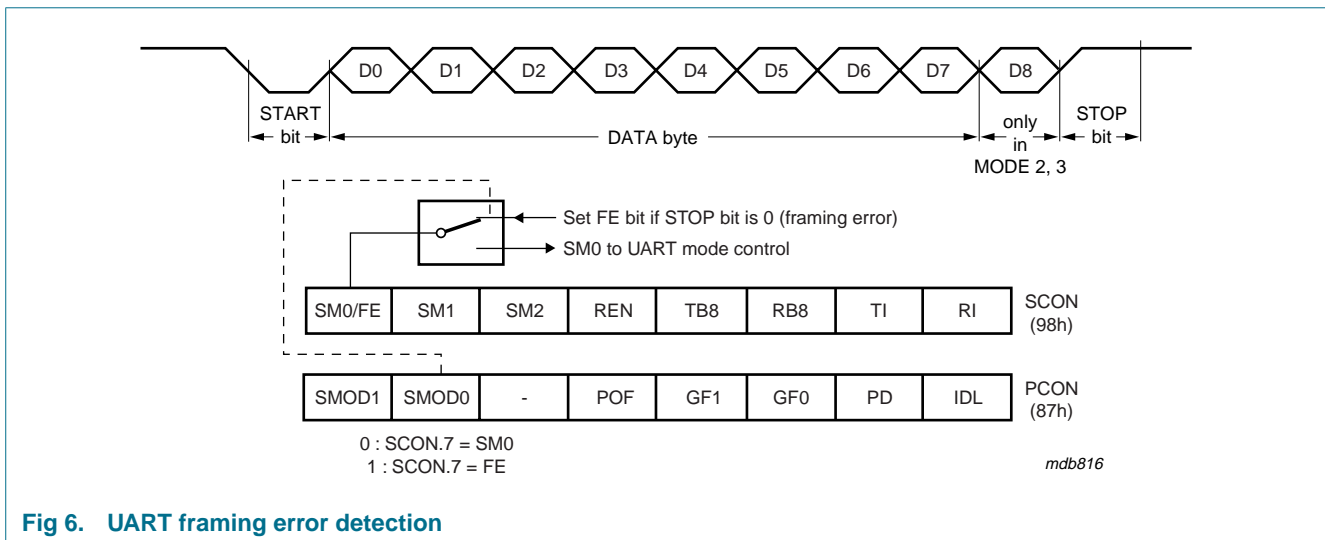 D0 D1 D2 D3 D4 D5 D6 D7 D8
START
bit
DATA byte
only
in
MODE 2, 3
STOP
bit
Set FE bit if STOP bit is 0 (framing error)
SM0 to UART mode control
SM0/FE SM1 SM2 REN TB8 RB8 TI RI
SCON
(98h)
SMOD1 SMOD0 - POF GF1 GF0 PD IDL
PCON
(87h)
0 : SCON.7 = SM0
1 : SCON.7 = FE
mdb816
Fig 6. UART framing error detection